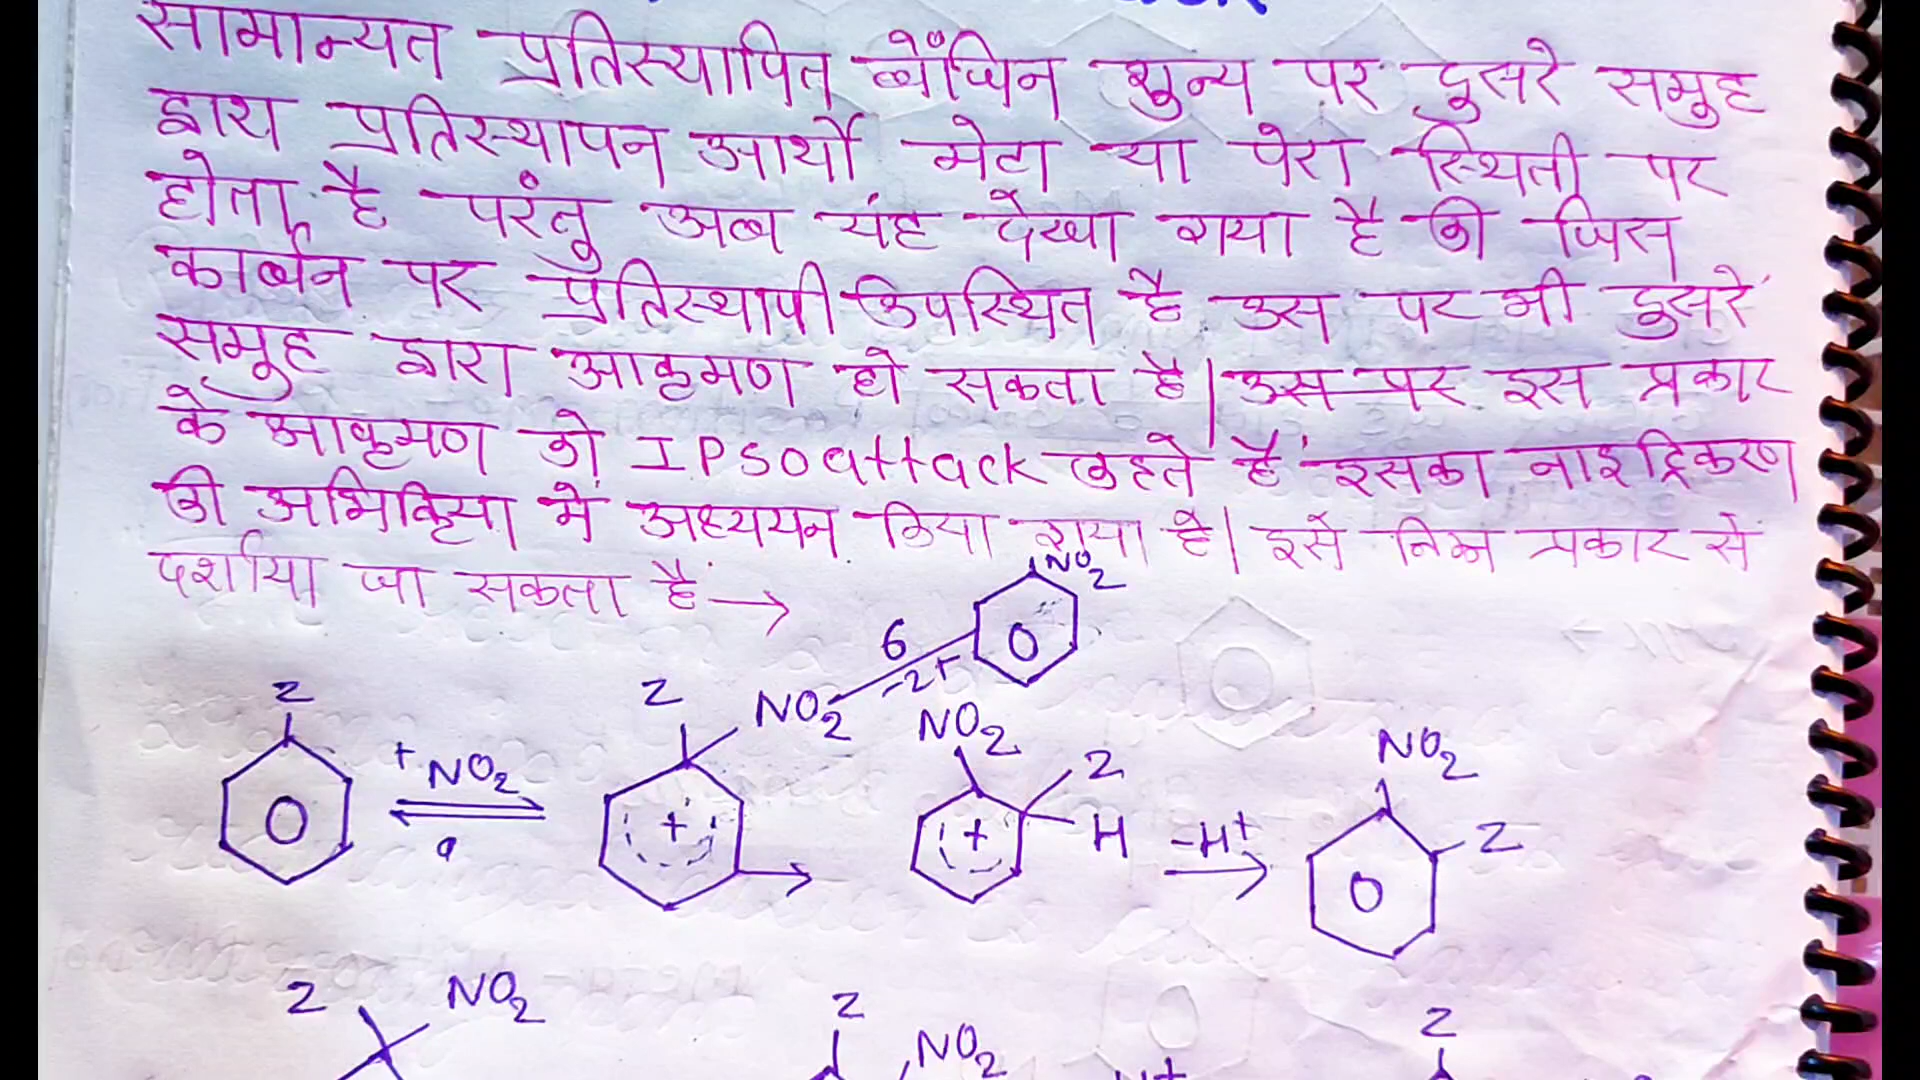 सामान्यत प्रतिस्थापित बेँजिन शुन्य पर दुसरे समुह
द्वारा प्रतिस्थापन आर्थो मेटा या पेरा स्थिती पर
होता है परंतु अब यह देखा गया है की जिस
कार्बन पर प्रतिस्थापी उपस्थित है उस पर भी दुसरे
समुह द्वारा आक्रमण हो सकता है| उस पर इस प्रकार
के आक्रमण को IPSO attack कहते है इसका नाइट्रिकरण
की अभिक्रिया में अध्ययन किया गया है| इसे निम्न प्रकार से
दर्शाया जा सकता है →
NO2
6
-Z+
Z
Z
NO2
NO2
NO2
+NO2
Z
+
+
H
-H+
Z
a
Z
NO2
Z
NO2
Z